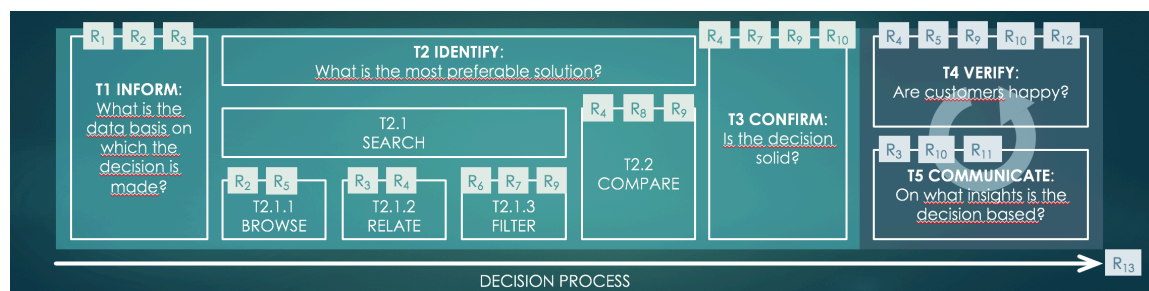 R1 R2 R3
T1 INFORM:
What is the
data basis on
which the
decision is
made?
T2 IDENTIFY:
What is the most preferable solution?
T2.1
SEARCH
R2 R5
T2.1.1
BROWSE
R3 R4
T2.1.2
RELATE
R6 R7 R9
T2.1.3
FILTER
R4 R8 R9
T2.2
COMPARE
R4 R7 R9 R10
T3 CONFIRM:
Is the decision
solid?
R4 R5 R9 R10 R12
T4 VERIFY:
Are customers happy?
R3 R10 R11
T5 COMMUNICATE:
On what insights is the
decision based?
DECISION PROCESS
R13